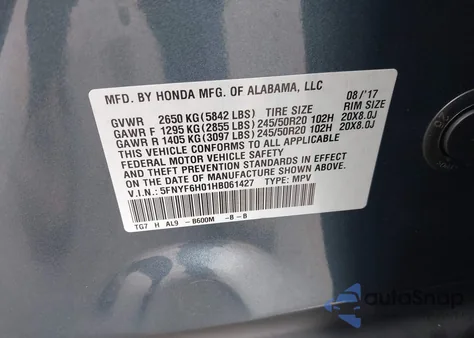 MFD. BY HONDA MFG. OF ALABAMA, LLC 08/'17
GVWR 2650 KG(5842 LBS) TIRE SIZE RIM SIZE
GAWR F 1295 KG(2855 LBS)245/50R20 102H 20X8.0J
GAWR R 1405 KG(3097 LBS)245/50R20 102H 20X8.0J
THIS VEHICLE CONFORMS TO ALL APPLICABLE
FEDERAL MOTOR VEHICLE SAFETY
AND THEFT PREVENTION STANDARDS IN EFFECT
ON THE DATE OF MANUFACTURE SHOWN ABOVE.
V.I.N.: 5FNYF6H01HB061427 TYPE: MPV
TG7 H AL9 -B600M -B -B
autoSnap